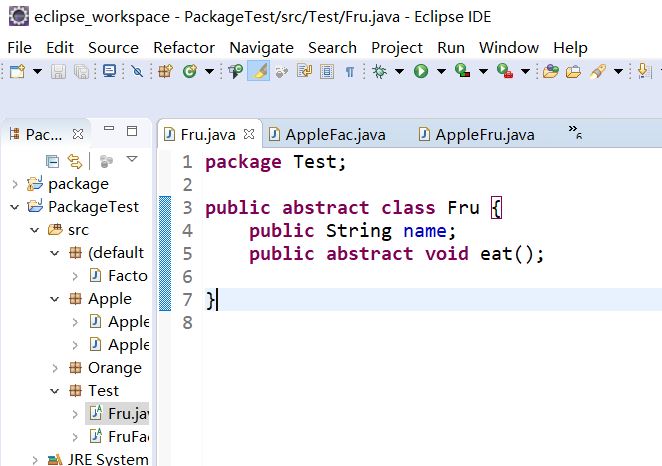 eclipse_workspace - PackageTest/src/Test/Fru.java - Eclipse IDE
File Edit Source Refactor Navigate Search Project Run Window Help
Pac...
Fru.java AppleFac.java AppleFru.java »6
package
PackageTest
src
(default
Facto
Apple
Apple
Apple
Orange
Test
Fru.jav
FruFac
JRE System
1 package Test;
2
3 public abstract class Fru {
4 public String name;
5 public abstract void eat();
6
7 }
8